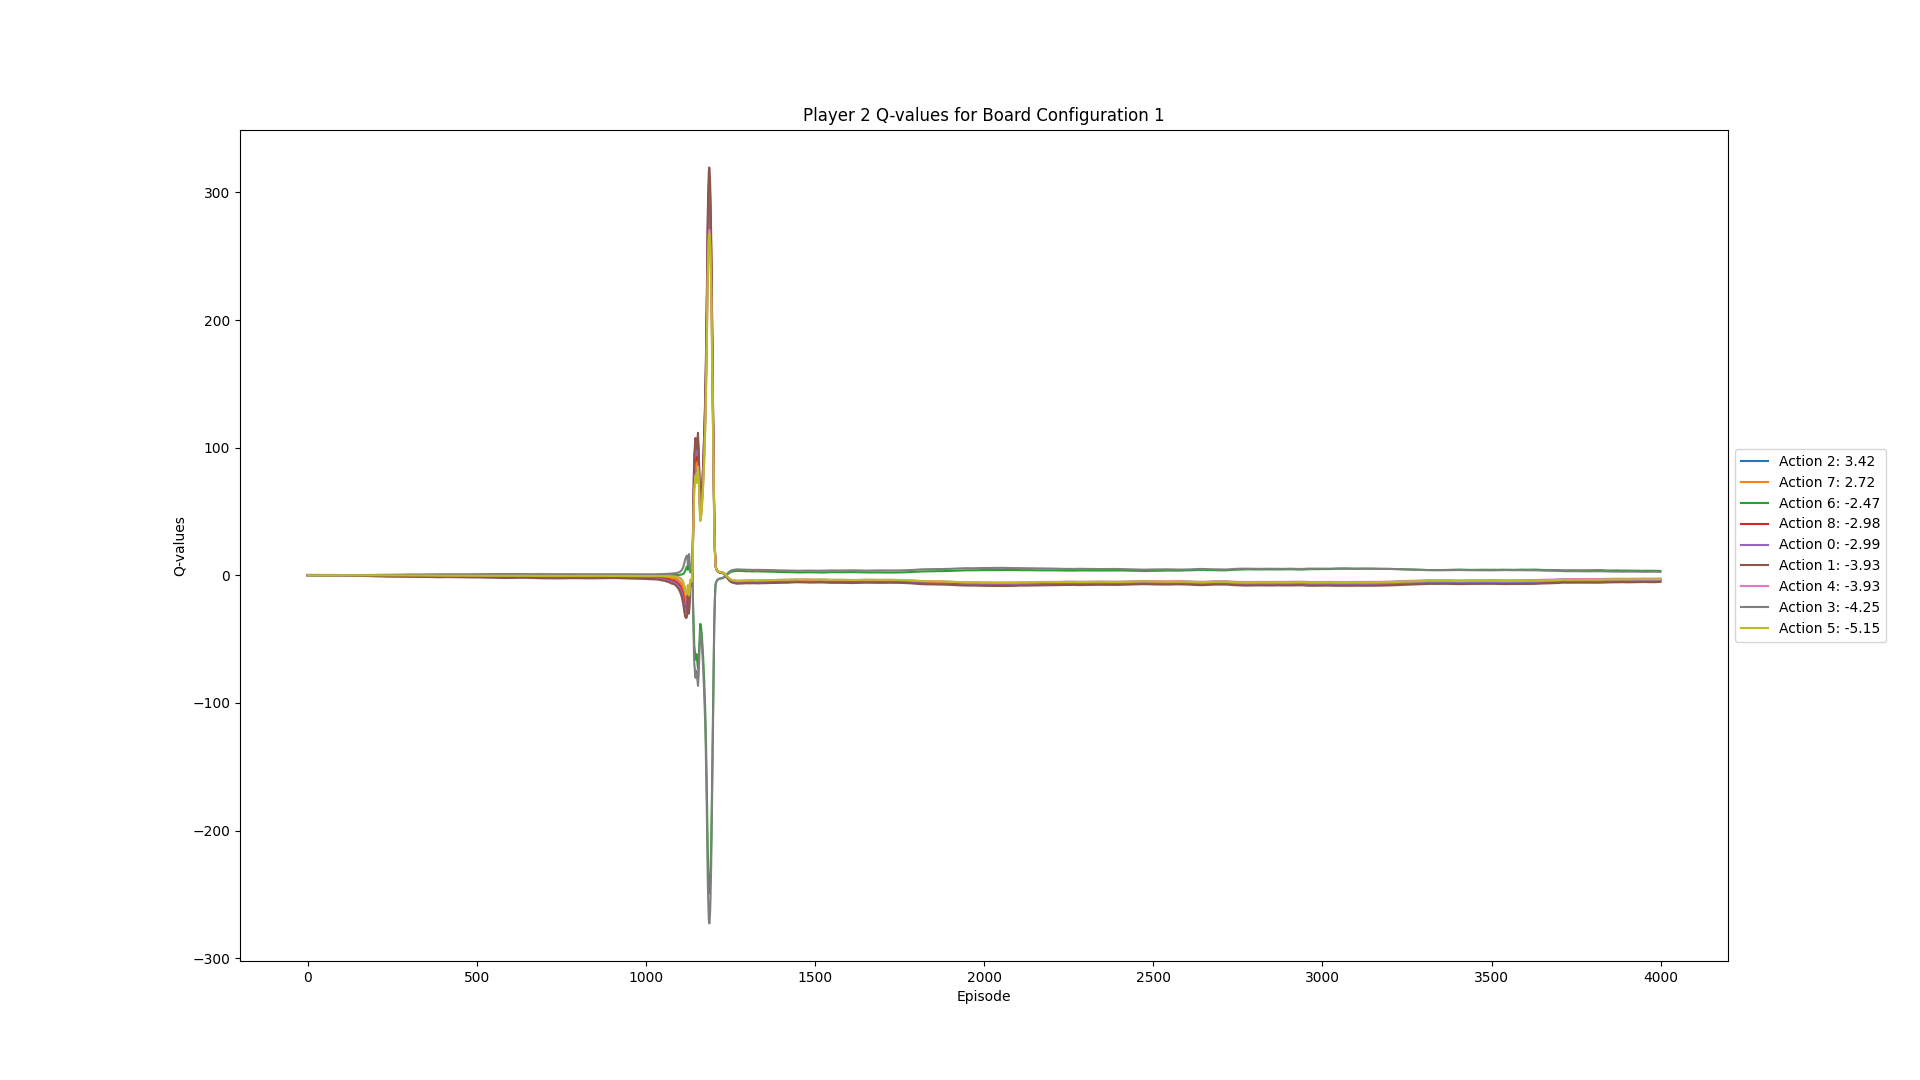 Player 2 Q-values for Board Configuration 1
Q-values
300
200
100
0
−100
−200
−300
0 500 1000 1500 2000 2500 3000 3500 4000
Episode
Action 2: 3.42
Action 7: 2.72
Action 6: -2.47
Action 8: -2.98
Action 0: -2.99
Action 1: -3.93
Action 4: -3.93
Action 3: -4.25
Action 5: -5.15